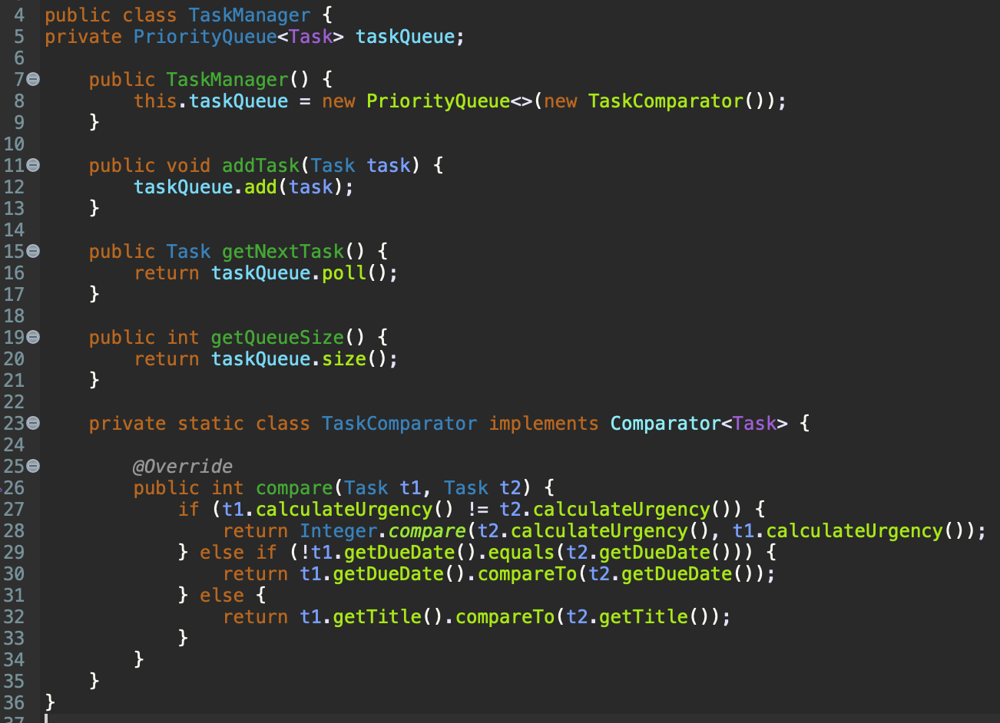 4 public class TaskManager {
5 private PriorityQueue<Task> taskQueue;
6
7 public TaskManager() {
8 this.taskQueue = new PriorityQueue<>(new TaskComparator());
9 }
10
11 public void addTask(Task task) {
12 taskQueue.add(task);
13 }
14
15 public Task getNextTask() {
16 return taskQueue.poll();
17 }
18
19 public int getQueueSize() {
20 return taskQueue.size();
21 }
22
23 private static class TaskComparator implements Comparator<Task> {
24
25 @Override
26 public int compare(Task t1, Task t2) {
27 if (t1.calculateUrgency() != t2.calculateUrgency()) {
28 return Integer.compare(t2.calculateUrgency(), t1.calculateUrgency());
29 } else if (!t1.getDueDate().equals(t2.getDueDate())) {
30 return t1.getDueDate().compareTo(t2.getDueDate());
31 } else {
32 return t1.getTitle().compareTo(t2.getTitle());
33 }
34 }
35 }
36 }
37